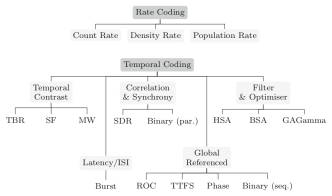 Rate Coding
Count Rate Density Rate Population Rate
Temporal Coding
Temporal
Contrast
Correlation
& Synchrony
Filter
& Optimiser
TBR SF MW
SDR Binary (par.)
HSA BSA GAGamma
Latency/ISI
Global
Referenced
Burst
ROC TTFS Phase Binary (seq.)